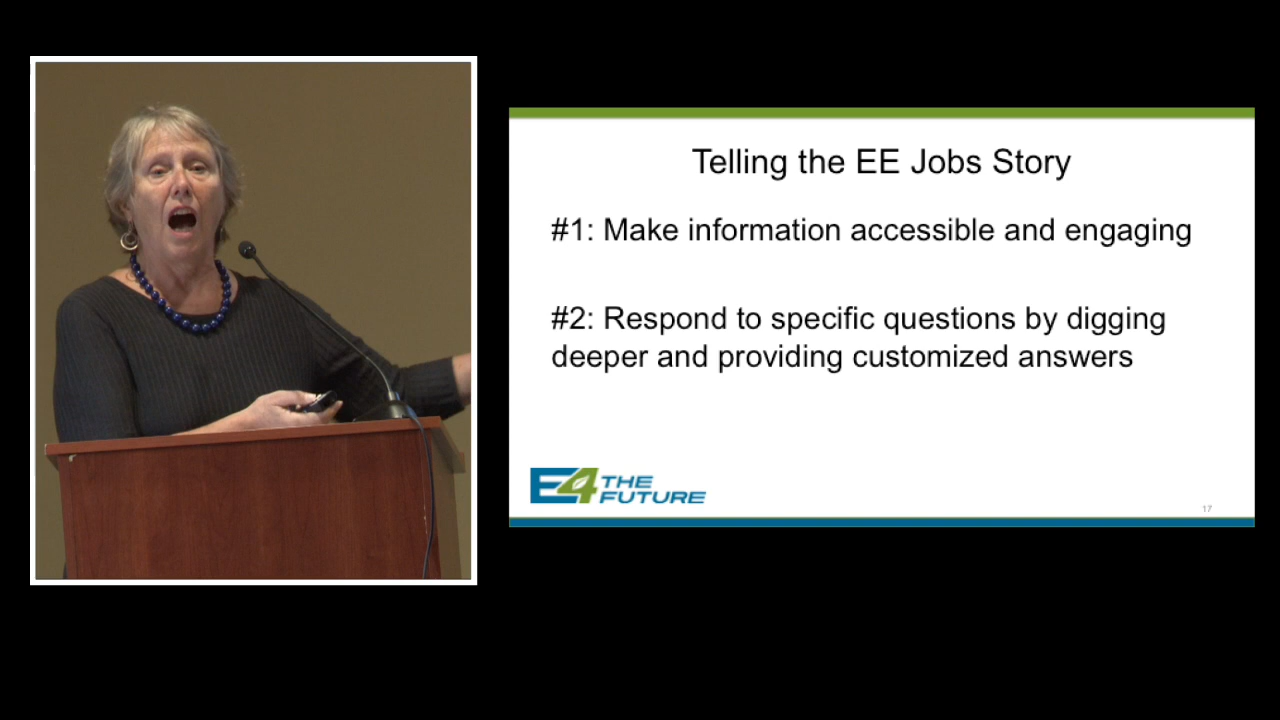 Telling the EE Jobs Story
#1: Make information accessible and engaging
#2: Respond to specific questions by digging
deeper and providing customized answers
E4 THE
FUTURE
17